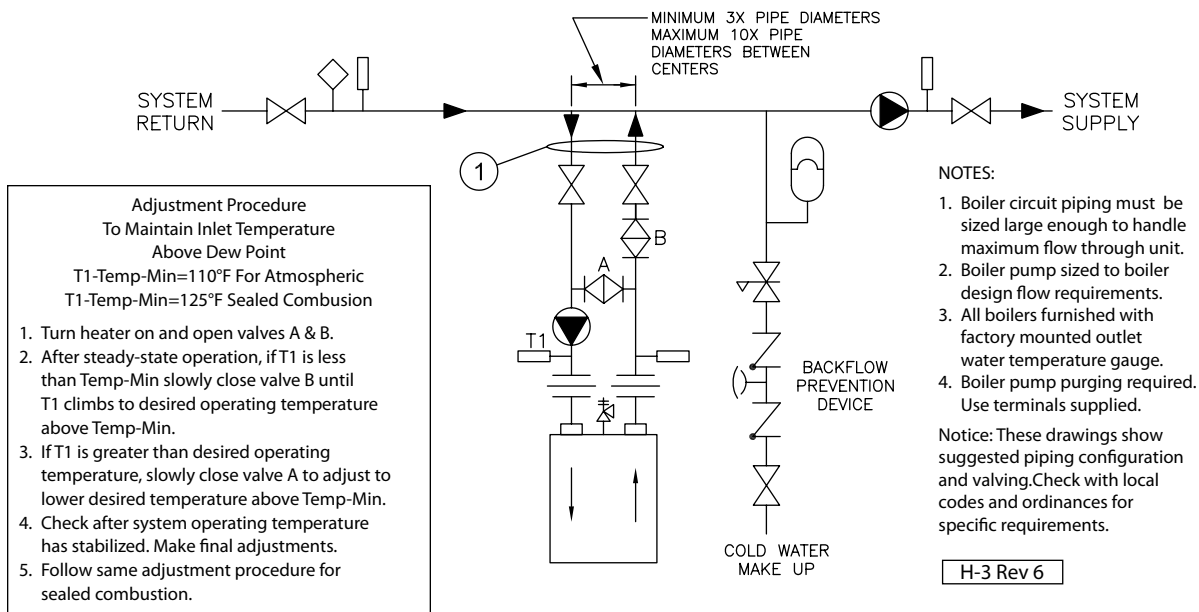 MINIMUM 3X PIPE DIAMETERS
MAXIMUM 10X PIPE
DIAMETERS BETWEEN
CENTERS
SYSTEM
RETURN
SYSTEM
SUPPLY
1
B
A
T1
BACKFLOW
PREVENTION
DEVICE
COLD WATER
MAKE UP
Adjustment Procedure
To Maintain Inlet Temperature
Above Dew Point
T1-Temp-Min=110°F For Atmospheric
T1-Temp-Min=125°F Sealed Combusion
1. Turn heater on and open valves A & B.
2. After steady-state operation, if T1 is less
than Temp-Min slowly close valve B until
T1 climbs to desired operating temperature
above Temp-Min.
3. If T1 is greater than desired operating
temperature, slowly close valve A to adjust to
lower desired temperature above Temp-Min.
4. Check after system operating temperature
has stabilized. Make final adjustments.
5. Follow same adjustment procedure for
sealed combustion.
NOTES:
1. Boiler circuit piping must be
sized large enough to handle
maximum flow through unit.
2. Boiler pump sized to boiler
design flow requirements.
3. All boilers furnished with
factory mounted outlet
water temperature gauge.
4. Boiler pump purging required.
Use terminals supplied.
Notice: These drawings show
suggested piping configuration
and valving.Check with local
codes and ordinances for
specific requirements.
H-3 Rev 6